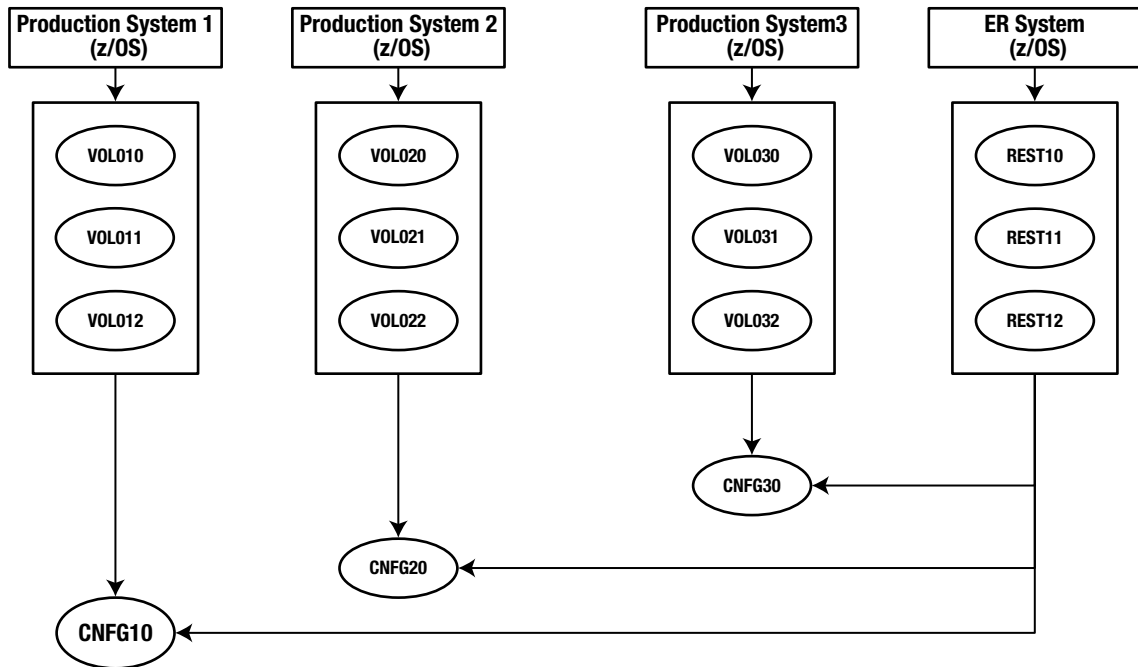 Production System 1
(z/OS)
Production System 2
(z/OS)
Production System3
(z/OS)
ER System
(z/OS)
VOL010
VOL020
VOL030
REST10
VOL011
VOL021
VOL031
REST11
VOL012
VOL022
VOL032
REST12
CNFG30
CNFG20
CNFG10